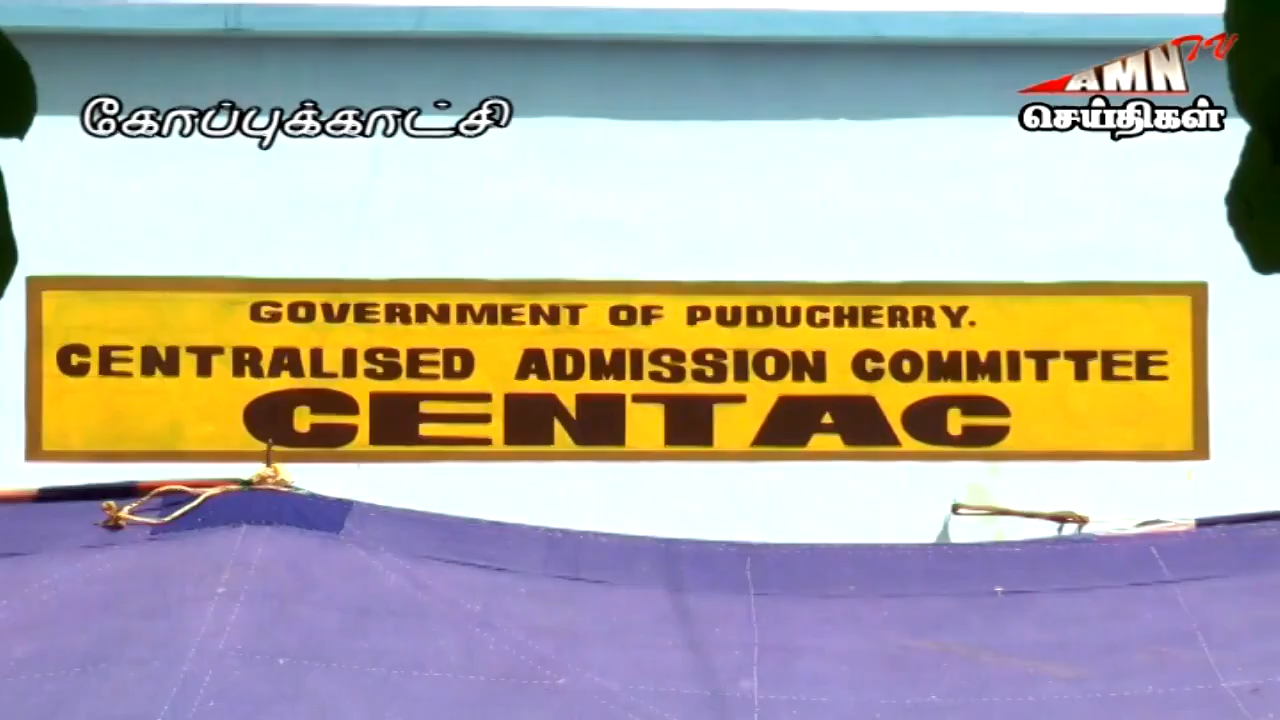 கோப்புக்காட்சி
AMN TV
செய்திகள்
GOVERNMENT OF PUDUCHERRY.
CENTRALISED ADMISSION COMMITTEE
CENTAC